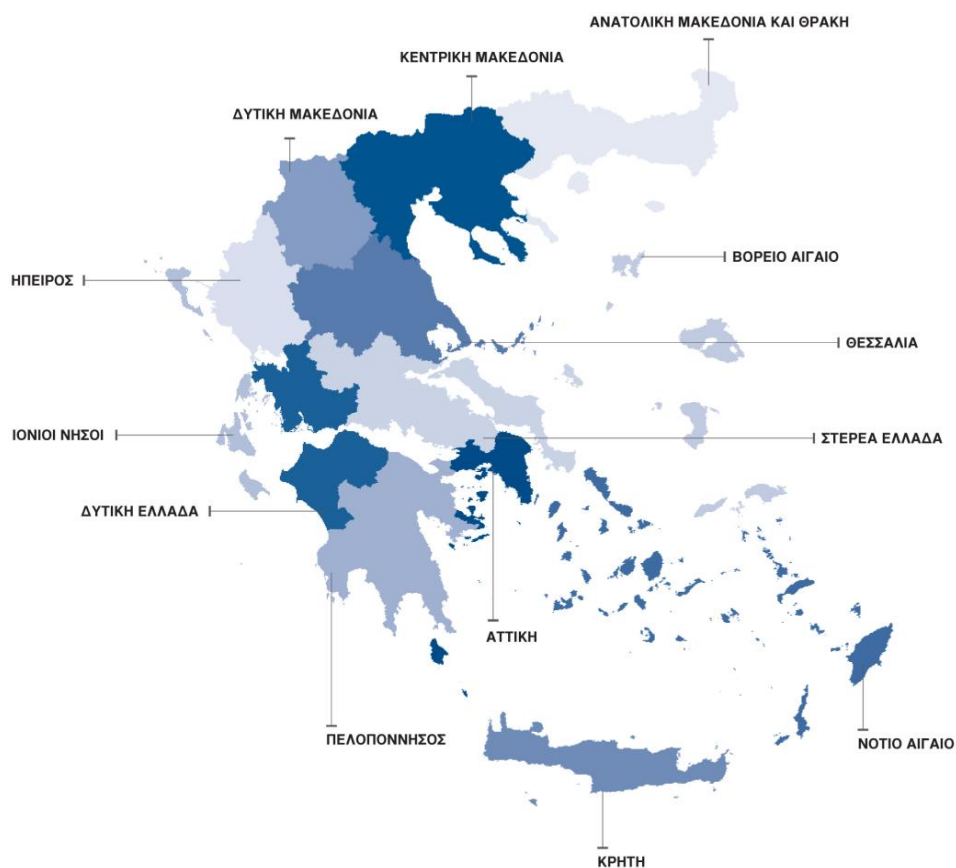 ΑΝΑΤΟΛΙΚΗ ΜΑΚΕΔΟΝΙΑ ΚΑΙ ΘΡΑΚΗ
ΚΕΝΤΡΙΚΗ ΜΑΚΕΔΟΝΙΑ
ΔΥΤΙΚΗ ΜΑΚΕΔΟΝΙΑ
ΒΟΡΕΙΟ ΑΙΓΑΙΟ
ΗΠΕΙΡΟΣ
ΘΕΣΣΑΛΙΑ
ΙΟΝΙΟΙ ΝΗΣΟΙ
ΣΤΕΡΕΑ ΕΛΛΑΔΑ
ΔΥΤΙΚΗ ΕΛΛΑΔΑ
ΑΤΤΙΚΗ
ΠΕΛΟΠΟΝΝΗΣΟΣ
ΝΟΤΙΟ ΑΙΓΑΙΟ
ΚΡΗΤΗ